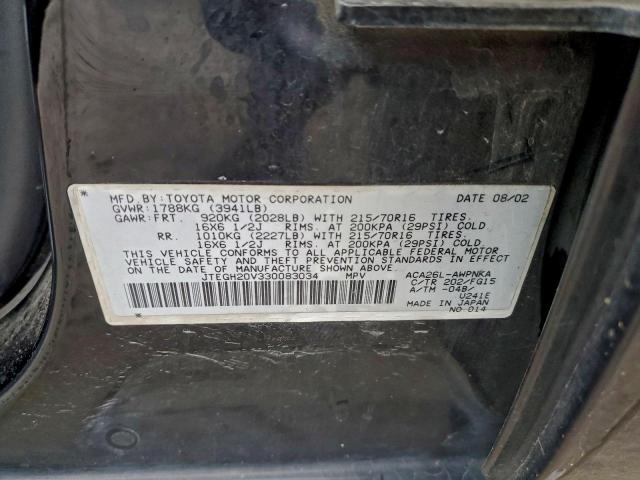 MFD.BY:TOYOTA MOTOR CORPORATION DATE 08/02
GVWR:1788KG (3941LB)
GAWR:FRT. 920KG (2028LB) WITH 215/70R16 TIRES.
16X6 1/2J RIMS. AT 200KPA (29PSI) COLD
RR. 1010KG (2227LB) WITH 215/70R16 TIRES.
16X6 1/2J RIMS. AT 200KPA (29PSI) COLD
THIS VEHICLE CONFORMS TO ALL APPLICABLE FEDERAL MOTOR
VEHICLE SAFETY AND THEFT PREVENTION STANDARDS IN EFFECT
ON THE DATE OF MANUFACTURE SHOWN ABOVE.
JTEGH20V330083034 MPV ACA26L-AWPNKA
C/TR 202/FG15
A/TM -04B/
U241E
MADE IN JAPAN
NO 014